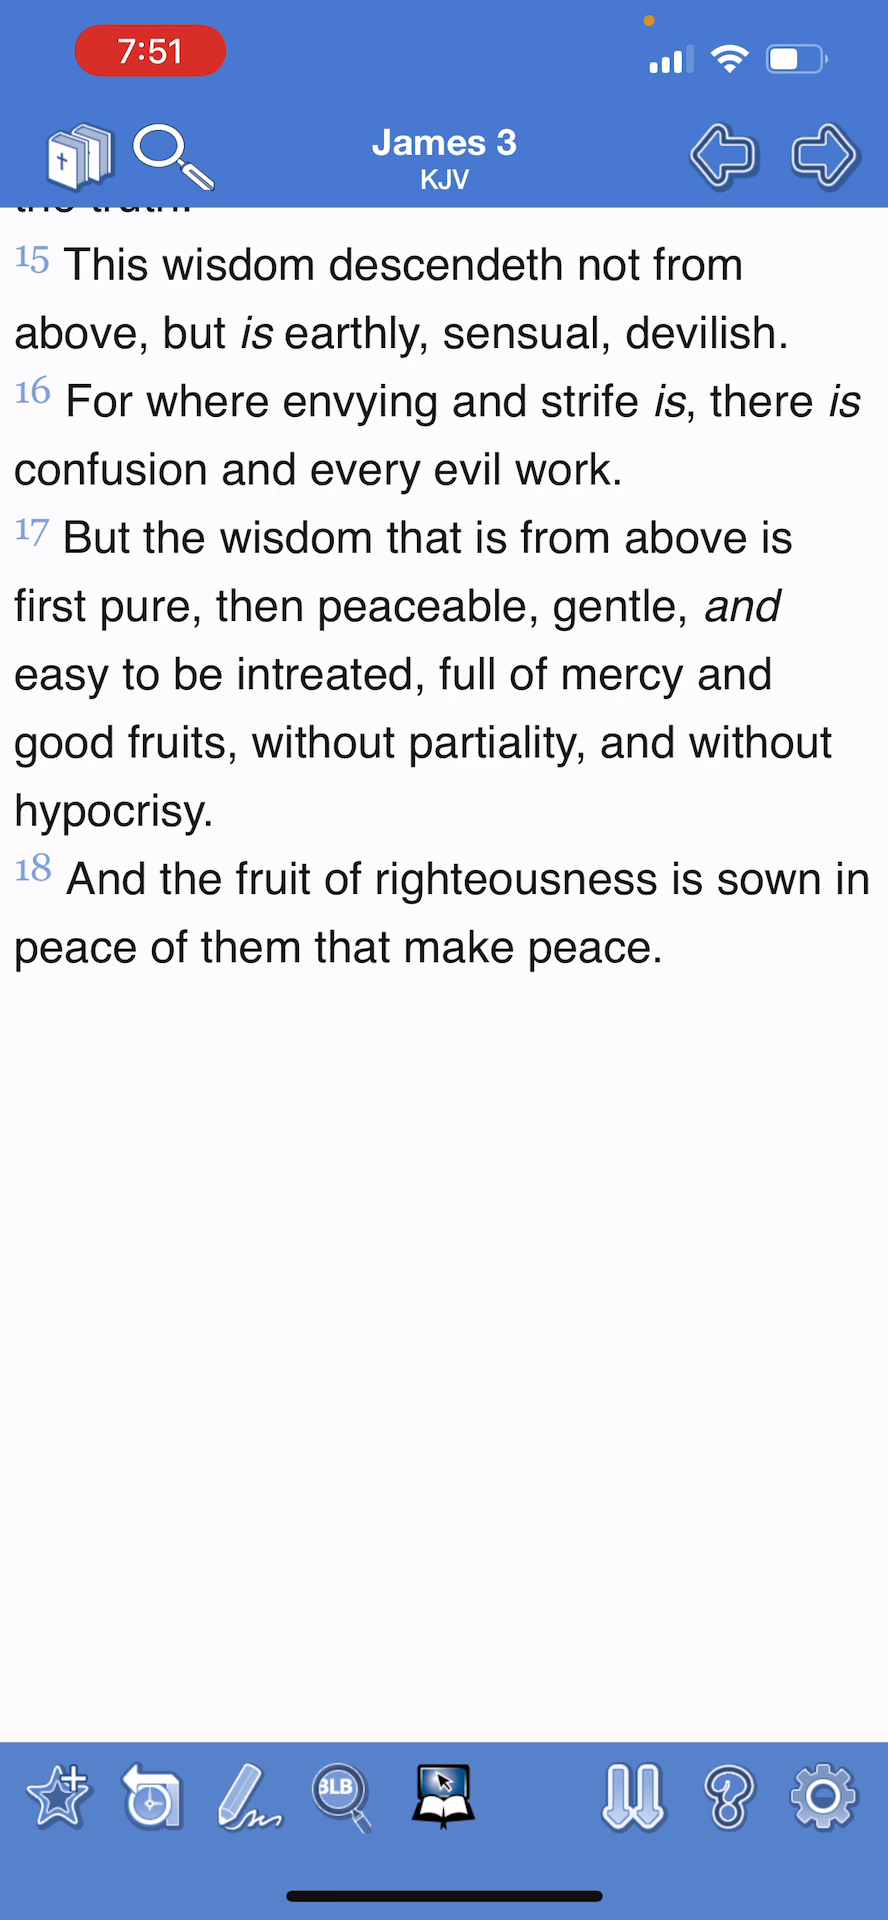 7:51
James 3
KJV
15 This wisdom descendeth not from
above, but is earthly, sensual, devilish.
16 For where envying and strife is, there is
confusion and every evil work.
17 But the wisdom that is from above is
first pure, then peaceable, gentle, and
easy to be intreated, full of mercy and
good fruits, without partiality, and without
hypocrisy.
18 And the fruit of righteousness is sown in
peace of them that make peace.
BLB